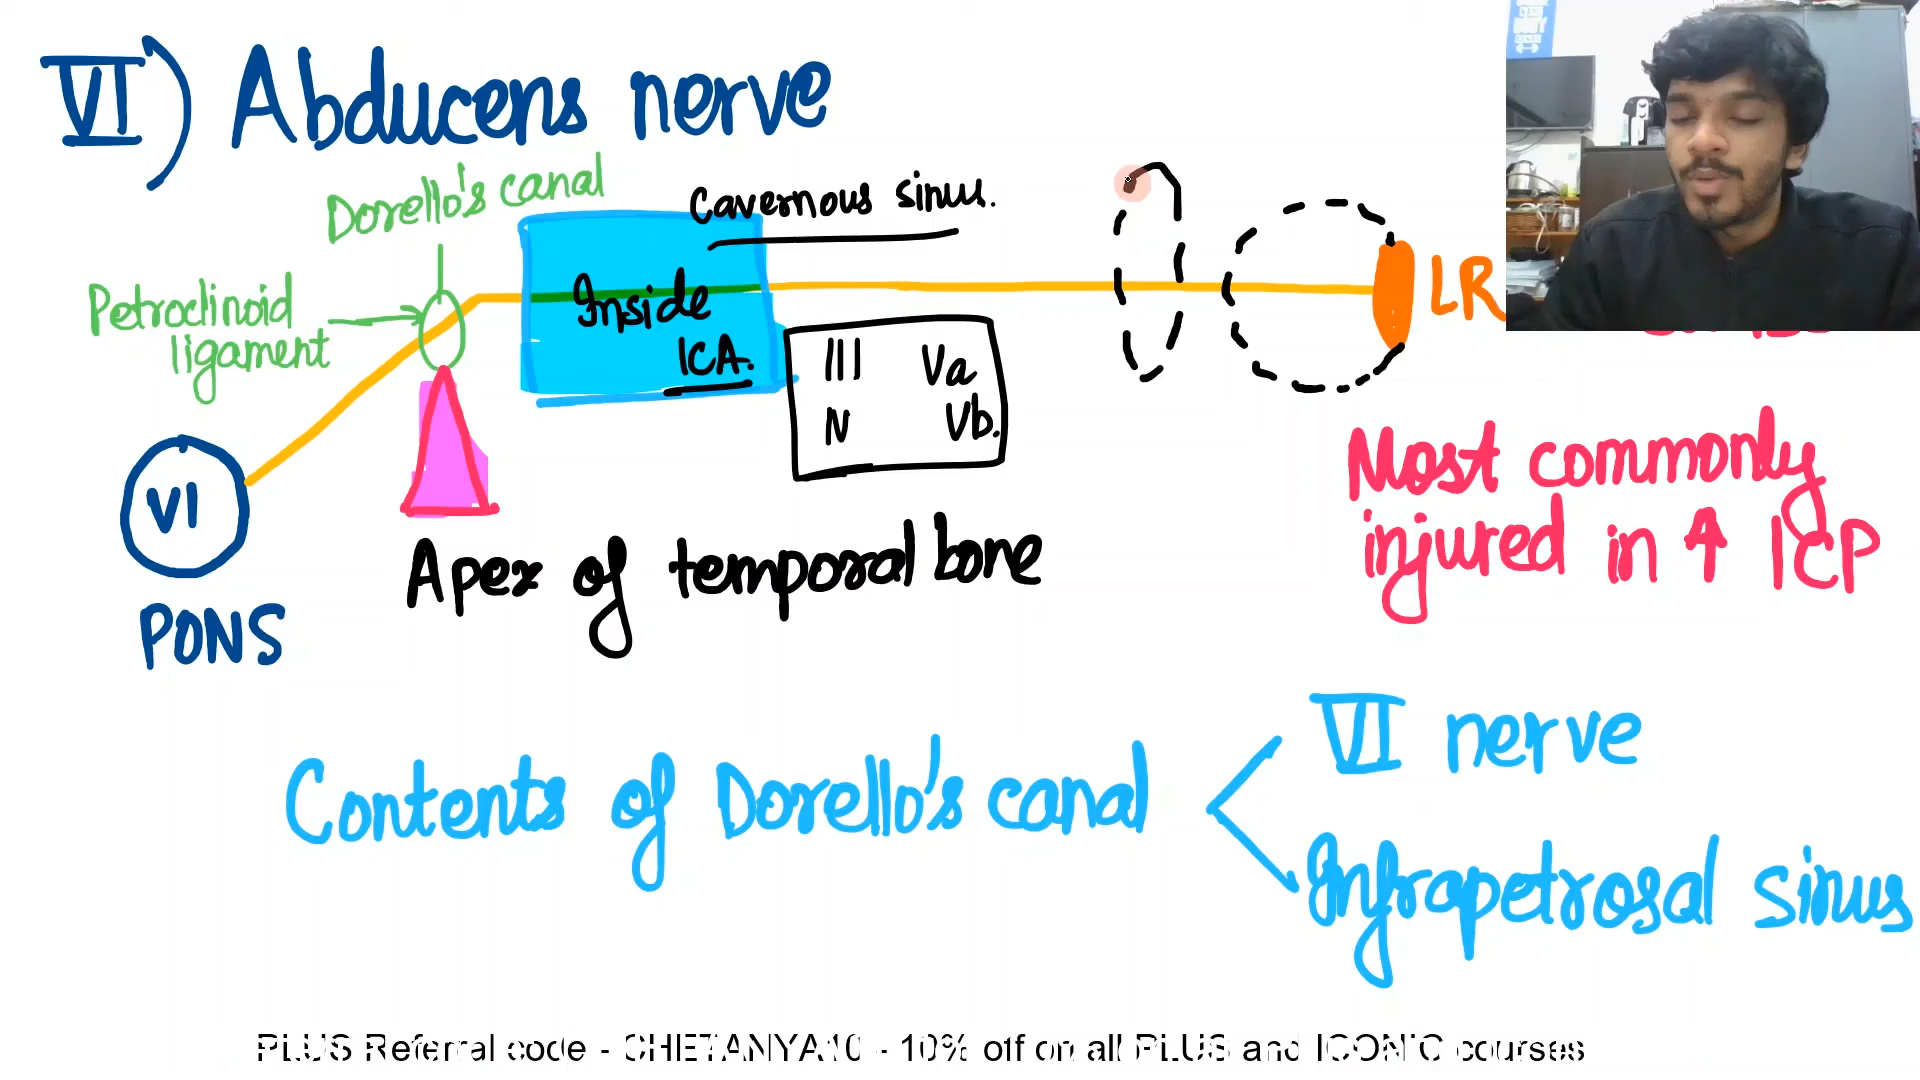 VI) Abducens nerve
Dorello's canal
Cavernous sinus.
Petroclinoid
ligament
Inside
ICA.
III Va
IV Vb.
LR
VI
PONS
Apex of temporal bone
Most commonly
injured in ↑ ICP
Contents of Dorello's canal
VI nerve
Infrapetrosal sinus
PLUS Referral code - CHETANYA10 - 10% off on all PLUS and ICONIC courses